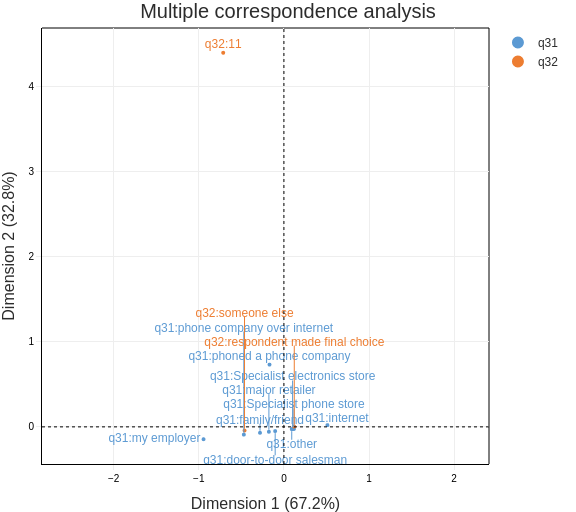 Multiple correspondence analysis
q32:11
q31
q32
4
3
2
1
0
Dimension 2 (32.8%)
q32:someone else
q31:phone company over internet
q32:respondent made final choice
q31:phoned a phone company
q31:Specialist electronics store
q31:major retailer
q31:Specialist phone store
q31:family/friend
q31:internet
q31:my employer
q31:other
q31:door-to-door salesman
−2
−1
0
1
2
Dimension 1 (67.2%)